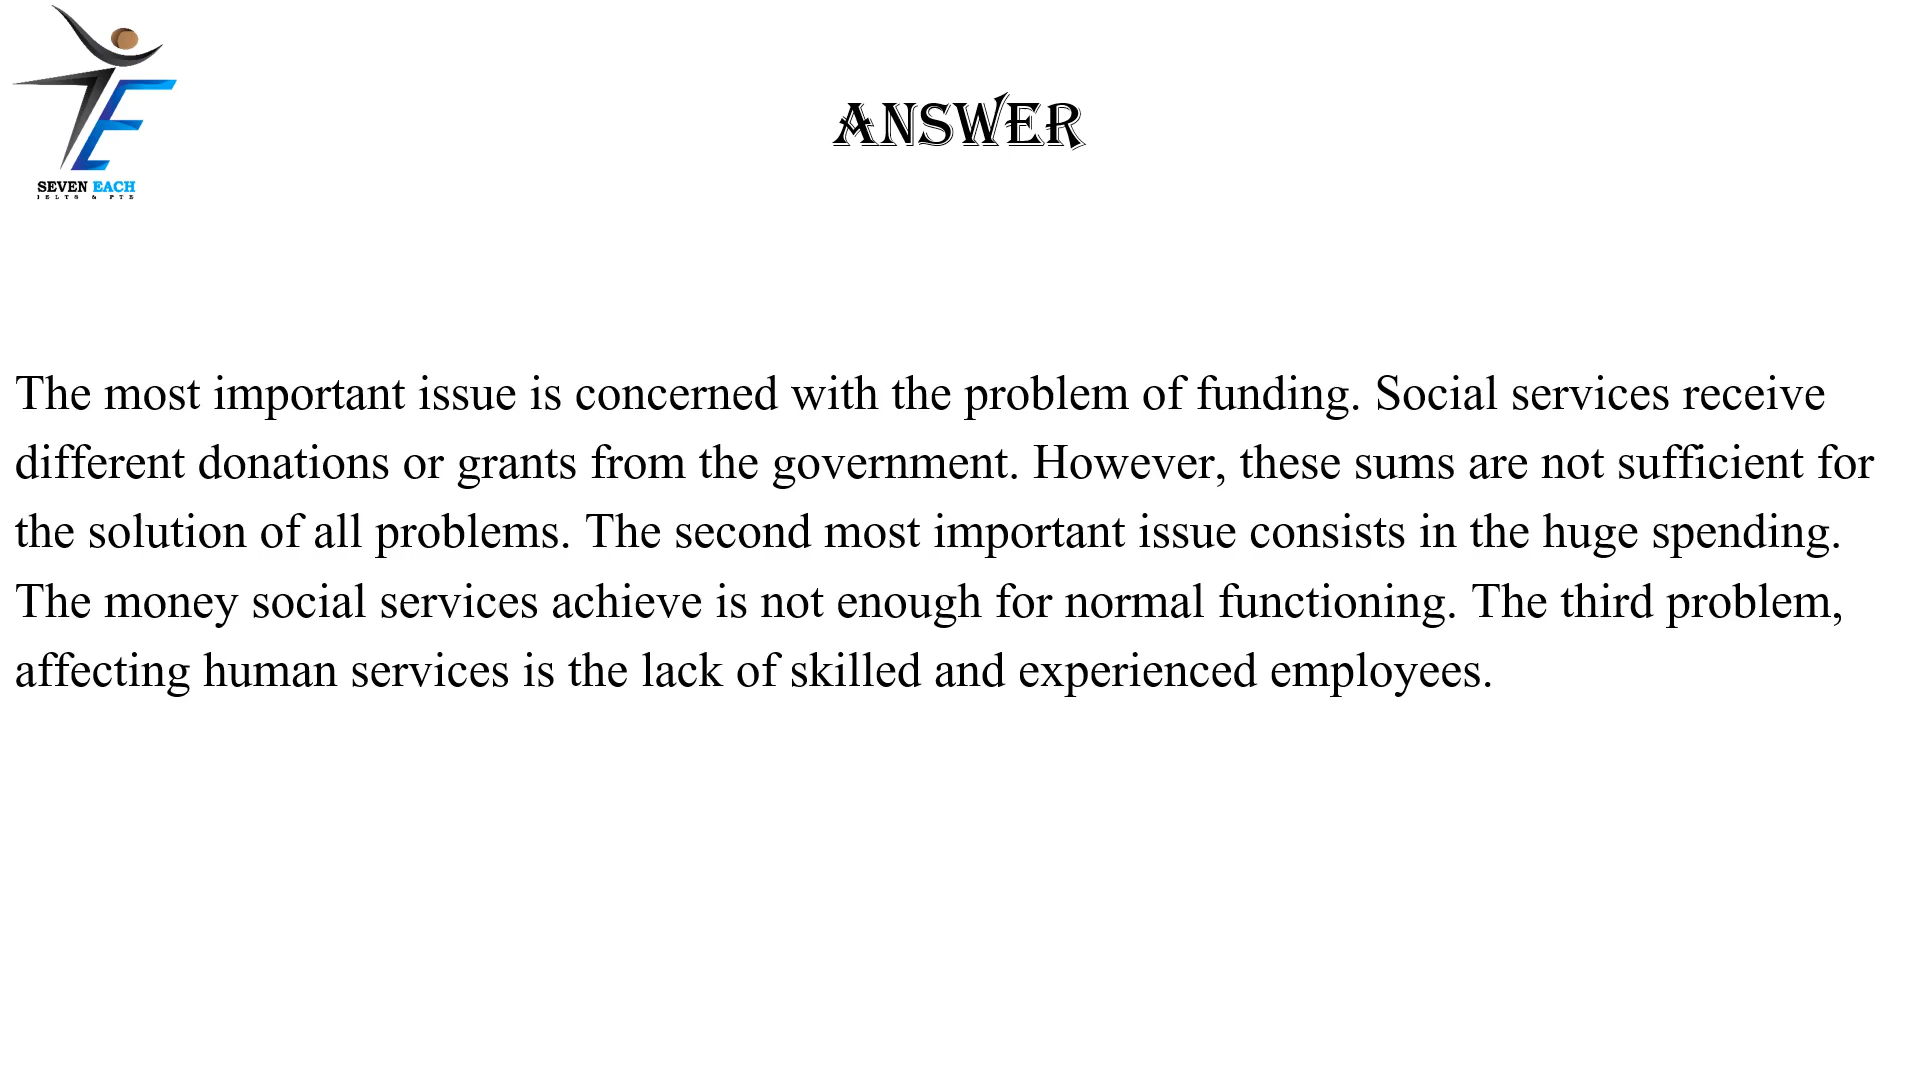 ANSWER
SEVEN EACH
IELTS & PTE
The most important issue is concerned with the problem of funding. Social services receive
different donations or grants from the government. However, these sums are not sufficient for
the solution of all problems. The second most important issue consists in the huge spending.
The money social services achieve is not enough for normal functioning. The third problem,
affecting human services is the lack of skilled and experienced employees.